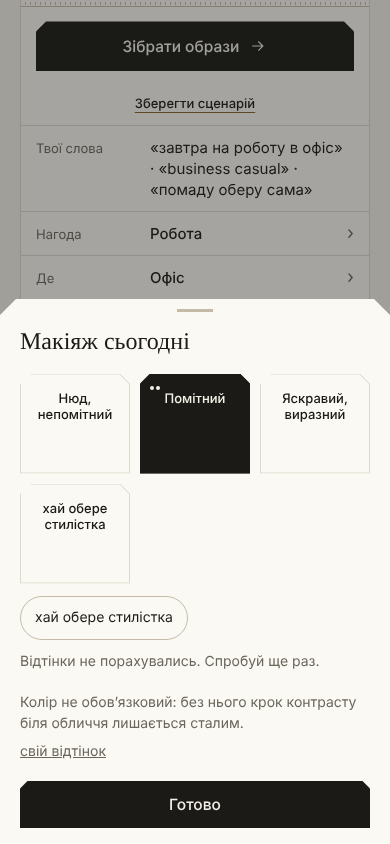 Зібрати образи →
Зберегти сценарій
Твої слова
«завтра на роботу в офіс»
· «business casual» ·
«помаду оберу сама»
Нагода
Робота
Де
Офіс
Макіяж сьогодні
Нюд,
непомітний
Помітний
Яскравий,
виразний
хай обере
стилістка
хай обере стилістка
Відтінки не порахувались. Спробуй ще раз.
Колір не обов’язковий: без нього крок контрасту
біля обличчя лишається сталим.
свій відтінок
Готово